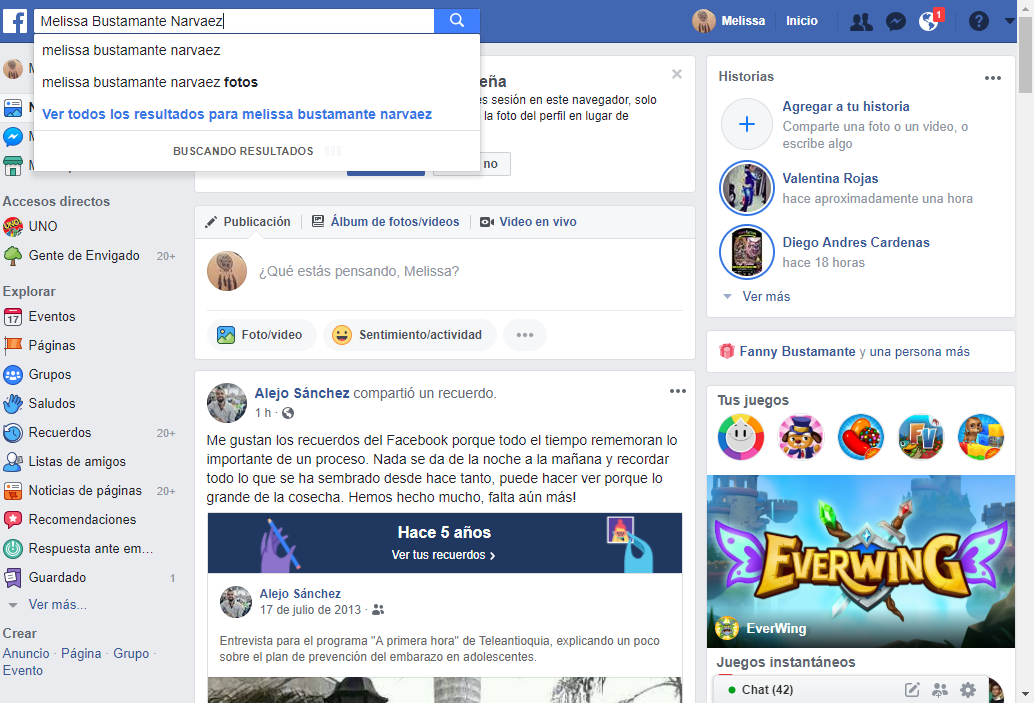 Melissa Bustamante Narvaez
Melissa
Inicio
1
melissa bustamante narvaez
melissa bustamante narvaez fotos
Ver todos los resultados para melissa bustamante narvaez
BUSCANDO RESULTADOS
eña
es sesión en este navegador, solo
la foto del perfil en lugar de
no
Accesos directos
UNO
Gente de Envigado 20+
Explorar
17
Eventos
Páginas
Grupos
Saludos
Recuerdos 20+
Listas de amigos
Noticias de páginas 20+
Recomendaciones
Respuesta ante em...
Guardado 1
Ver más...
Crear
Anuncio · Página · Grupo ·
Evento
Publicación
Álbum de fotos/videos
Video en vivo
¿Qué estás pensando, Melissa?
Foto/video
Sentimiento/actividad
Alejo Sánchez compartió un recuerdo.
1 h ·
Me gustan los recuerdos del Facebook porque todo el tiempo rememoran lo
importante de un proceso. Nada se da de la noche a la mañana y recordar
todo lo que se ha sembrado desde hace tanto, puede hacer ver porque lo
grande de la cosecha. Hemos hecho mucho, falta aún más!
Hace 5 años
Ver tus recuerdos
Alejo Sánchez
17 de julio de 2013 ·
Entrevista para el programa "A primera hora" de Teleantioquia, explicando un poco
sobre el plan de prevención del embarazo en adolescentes.
Historias
Agregar a tu historia
Comparte una foto o un video, o
escribe algo
Valentina Rojas
hace aproximadamente una hora
Diego Andres Cardenas
hace 18 horas
Ver más
Fanny Bustamante y una persona más
Tus juegos
FV
EVERWING
EverWing
Juegos instantáneos
Chat (42)